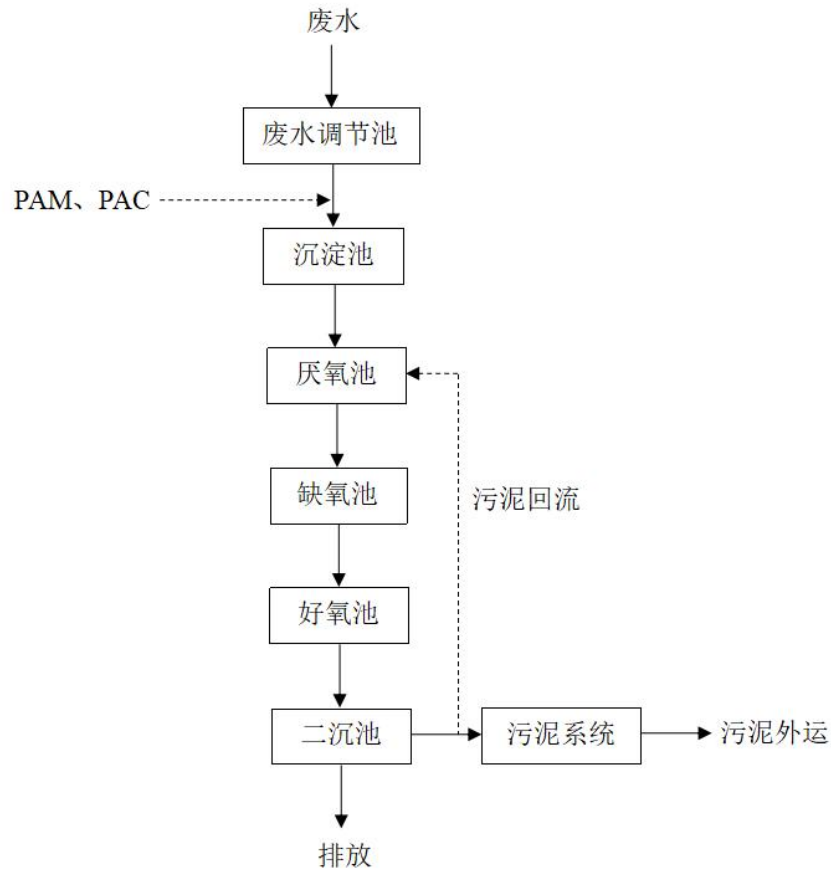 废水
废水调节池
PAM、PAC
沉淀池
厌氧池
缺氧池
污泥回流
好氧池
二沉池
污泥系统
污泥外运
排放